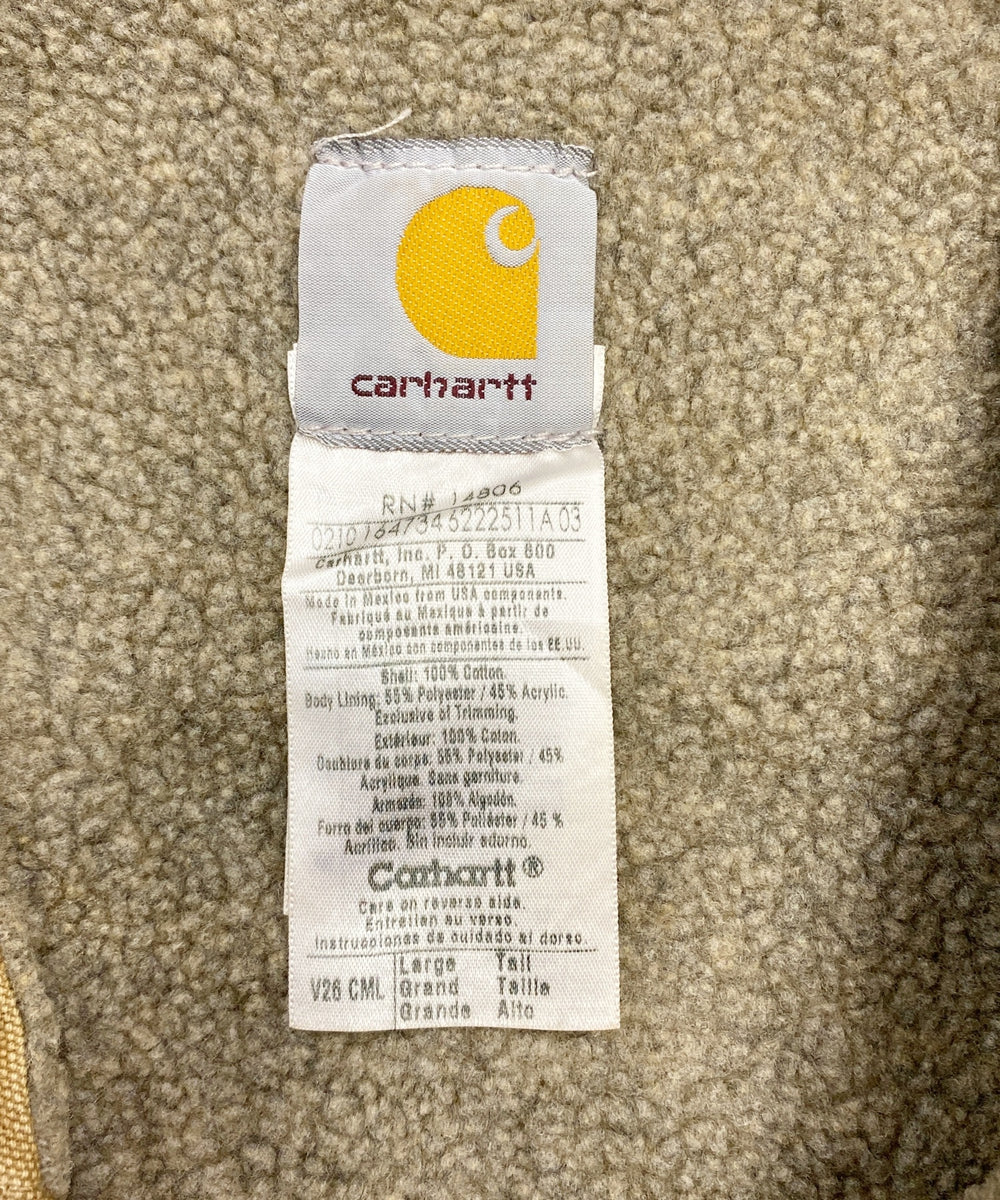 carhartt
RN# 14806
0210 164734 6222511A 03
Carhartt, Inc. P. O. Box 600
Dearborn, MI 48121 USA
Made in Mexico from USA components.
Fabriqué au Mexique à partir de
composants américains.
Hecho en México con componentes de los EE.UU.
Shell: 100% Cotton.
Body Lining: 55% Polyester / 45% Acrylic.
Exclusive of Trimming.
Extérieur: 100% Coton.
Doublure du corps: 55% Polyester / 45%
Acrylique. Sans garniture.
Armazón: 100% Algodón.
Forro del cuerpo: 55% Poliéster / 45 %
Acrílico. Sin incluir adorno.
Carhartt®
Care on reverse side.
Entretien au verso.
Instrucciones de cuidado al dorso.
V26 CML Large Tall
Grand Taille
Grande Alto